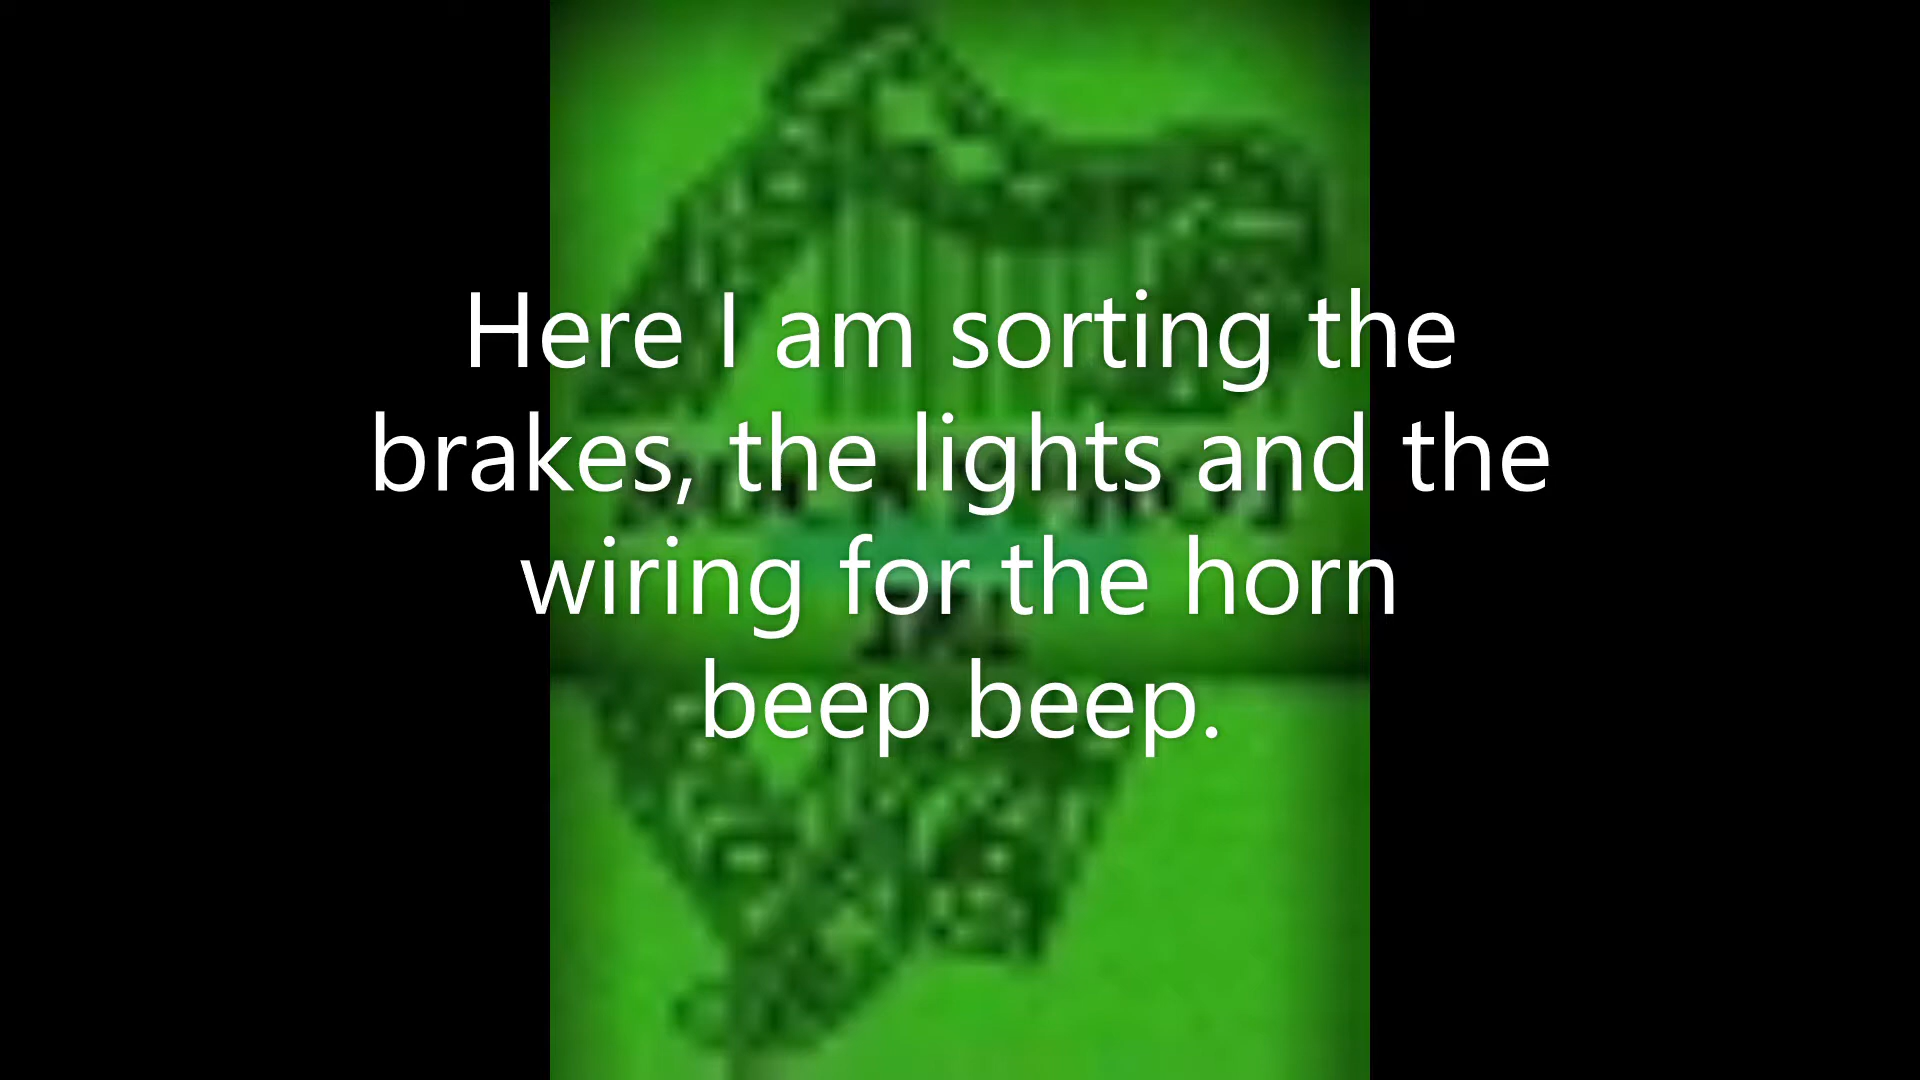 Here I am sorting the
brakes, the lights and the
wiring for the horn
beep beep.